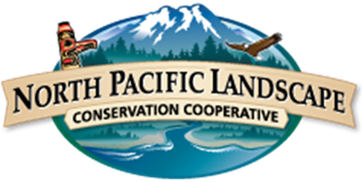 NORTH PACIFIC LANDSCAPE
CONSERVATION COOPERATIVE